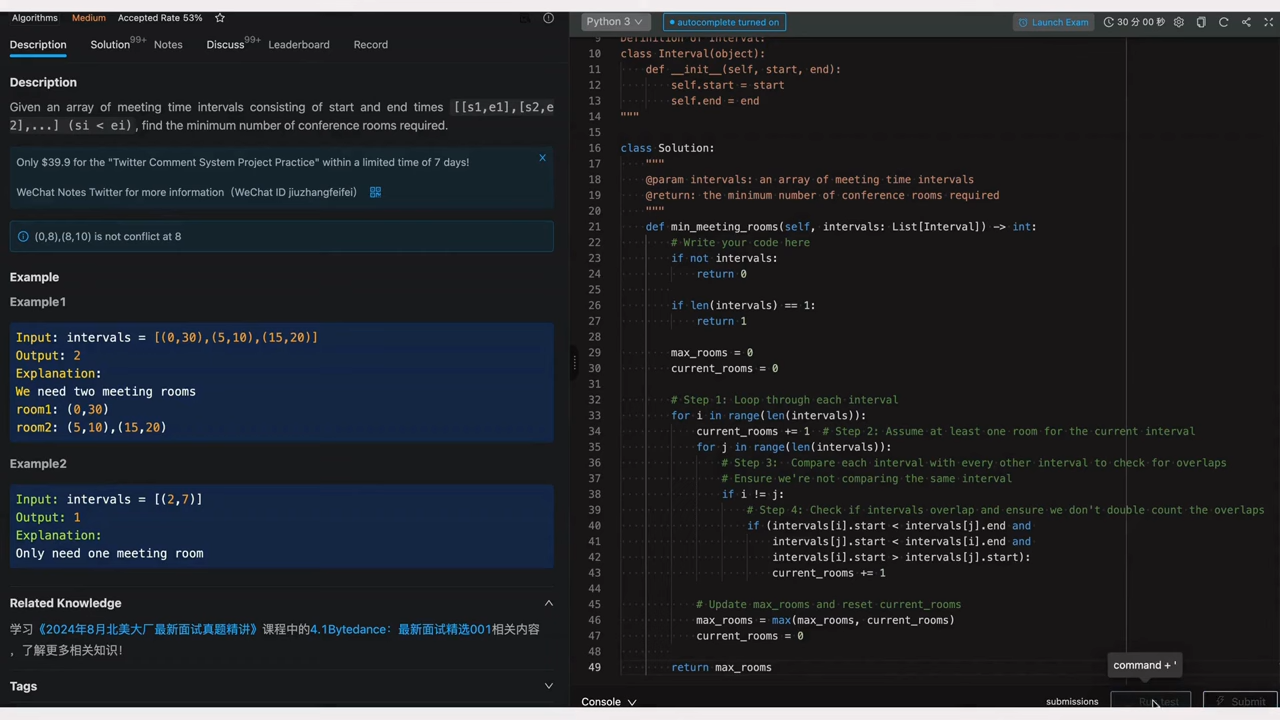 Algorithms Medium Accepted Rate 53%
Description Solution 99+ Notes Discuss 99+ Leaderboard Record
Description
Given an array of meeting time intervals consisting of start and end times [[s1,e1],[s2,e
2],...] (si < ei), find the minimum number of conference rooms required.
Only $39.9 for the "Twitter Comment System Project Practice" within a limited time of 7 days!
WeChat Notes Twitter for more information（WeChat ID jiuzhangfeifei）
(0,8),(8,10) is not conflict at 8
Example
Example1
Input: intervals = [(0,30),(5,10),(15,20)]
Output: 2
Explanation:
We need two meeting rooms
room1: (0,30)
room2: (5,10),(15,20)
Example2
Input: intervals = [(2,7)]
Output: 1
Explanation:
Only need one meeting room
Related Knowledge
学习《2024年8月北美大厂最新面试真题精讲》课程中的4.1Bytedance：最新面试精选001相关内容
，了解更多相关知识！
Tags
Python 3 autocomplete turned on Launch Exam 30 分 00 秒
9 Definition of Interval:
10 class Interval(object):
11 def __init__(self, start, end):
12 self.start = start
13 self.end = end
14 """
15
16 class Solution:
17 """
18 @param intervals: an array of meeting time intervals
19 @return: the minimum number of conference rooms required
20 """
21 def min_meeting_rooms(self, intervals: List[Interval]) -> int:
22 # Write your code here
23 if not intervals:
24 return 0
25
26 if len(intervals) == 1:
27 return 1
28
29 max_rooms = 0
30 current_rooms = 0
31
32 # Step 1: Loop through each interval
33 for i in range(len(intervals)):
34 current_rooms += 1 # Step 2: Assume at least one room for the current interval
35 for j in range(len(intervals)):
36 # Step 3: Compare each interval with every other interval to check for overlaps
37 # Ensure we're not comparing the same interval
38 if i != j:
39 # Step 4: Check if intervals overlap and ensure we don't double count the overlaps
40 if (intervals[i].start < intervals[j].end and
41 intervals[j].start < intervals[i].end and
42 intervals[i].start > intervals[j].start):
43 current_rooms += 1
44
45 # Update max_rooms and reset current_rooms
46 max_rooms = max(max_rooms, current_rooms)
47 current_rooms = 0
48
49 return max_rooms
command + '
Console submissions Run test Submit